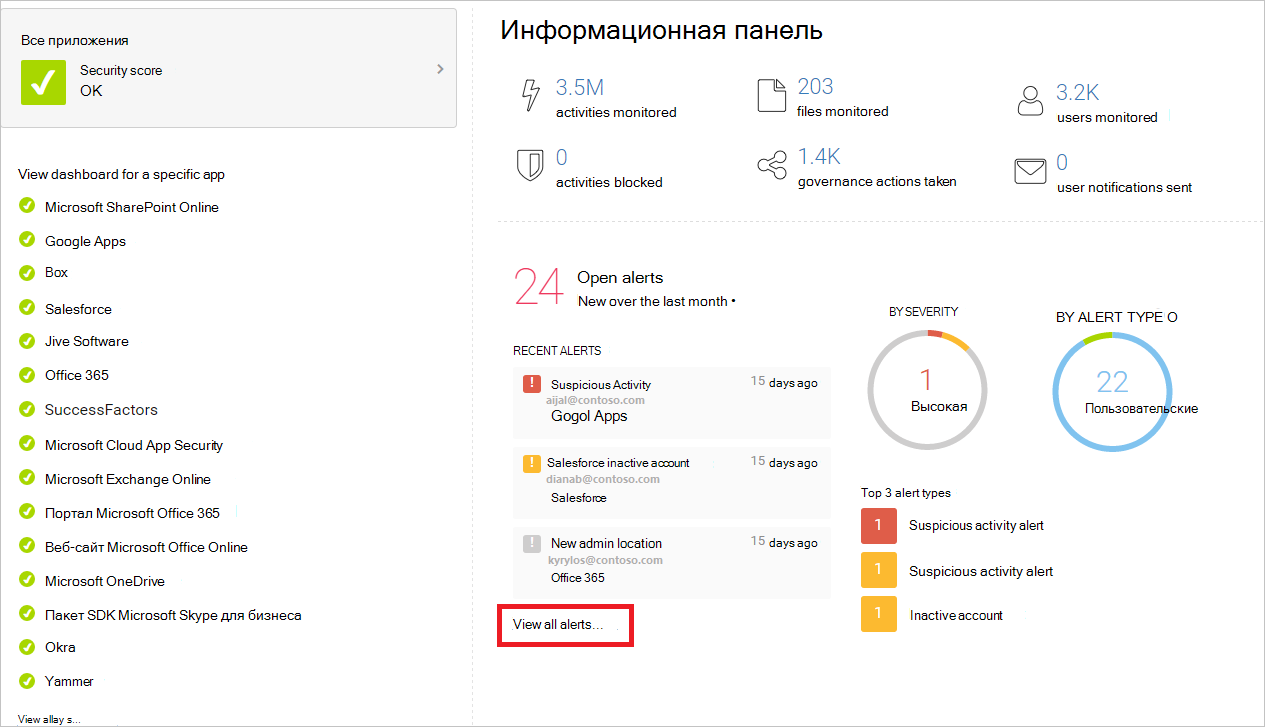 Все приложения
Security score
OK
View dashboard for a specific app
Microsoft SharePoint Online
Google Apps
Box
Salesforce
Jive Software
Office 365
SuccessFactors
Microsoft Cloud App Security
Microsoft Exchange Online
Портал Microsoft Office 365
Веб-сайт Microsoft Office Online
Microsoft OneDrive
Пакет SDK Microsoft Skype для бизнеса
Okra
Yammer
View allay s...
Информационная панель
3.5M
activities monitored
203
files monitored
3.2K
users monitored
0
activities blocked
1.4K
governance actions taken
0
user notifications sent
24
Open alerts
New over the last month •
RECENT ALERTS
! Suspicious Activity 15 days ago
aijal@contoso.com
Gogol Apps
! Salesforce inactive account 15 days ago
dianab@contoso.com
Salesforce
! New admin location 15 days ago
kyrylos@contoso.com
Office 365
View all alerts...
BY SEVERITY
1
Высокая
BY ALERT TYPE O
22
Пользовательские
Top 3 alert types
1 Suspicious activity alert
1 Suspicious activity alert
1 Inactive account